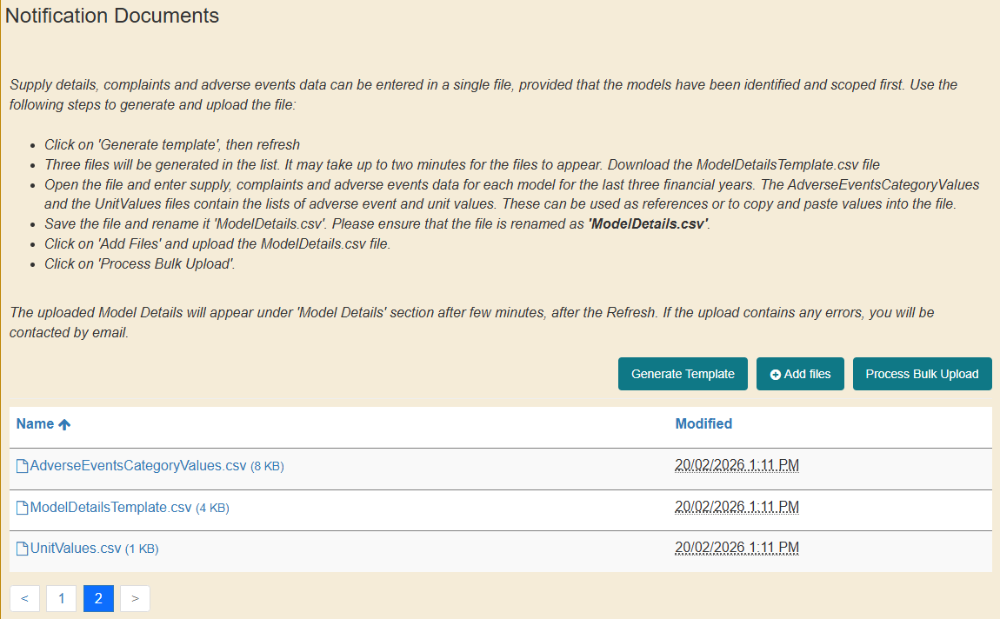 Notification Documents
Supply details, complaints and adverse events data can be entered in a single file, provided that the models have been identified and scoped first. Use the
following steps to generate and upload the file:
• Click on 'Generate template', then refresh
• Three files will be generated in the list. It may take up to two minutes for the files to appear. Download the ModelDetailsTemplate.csv file
• Open the file and enter supply, complaints and adverse events data for each model for the last three financial years. The AdverseEventsCategoryValues
and the UnitValues files contain the lists of adverse event and unit values. These can be used as references or to copy and paste values into the file.
• Save the file and rename it 'ModelDetails.csv'. Please ensure that the file is renamed as 'ModelDetails.csv'.
• Click on 'Add Files' and upload the ModelDetails.csv file.
• Click on 'Process Bulk Upload'.
The uploaded Model Details will appear under 'Model Details' section after few minutes, after the Refresh. If the upload contains any errors, you will be
contacted by email.
Generate Template Add files Process Bulk Upload
Name Modified
AdverseEventsCategoryValues.csv (8 KB) 20/02/2026 1:11 PM
ModelDetailsTemplate.csv (4 KB) 20/02/2026 1:11 PM
UnitValues.csv (1 KB) 20/02/2026 1:11 PM
< 1 2 >